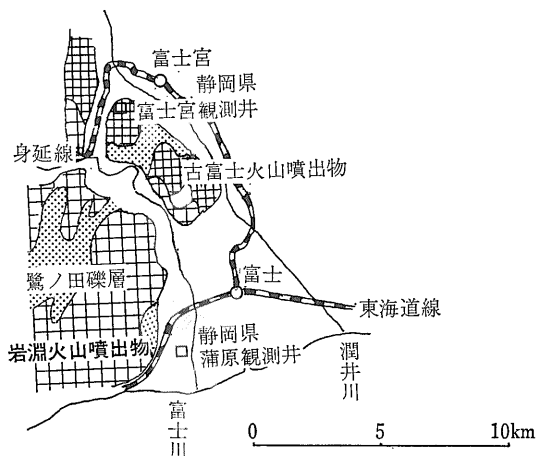 富士宮
静岡県
富士宮観測井
身延線
古富士火山噴出物
鷺ノ田礫層
富士
東海道線
岩淵火山噴出物
静岡県
蒲原観測井
潤井川
富士川
0 5 10km